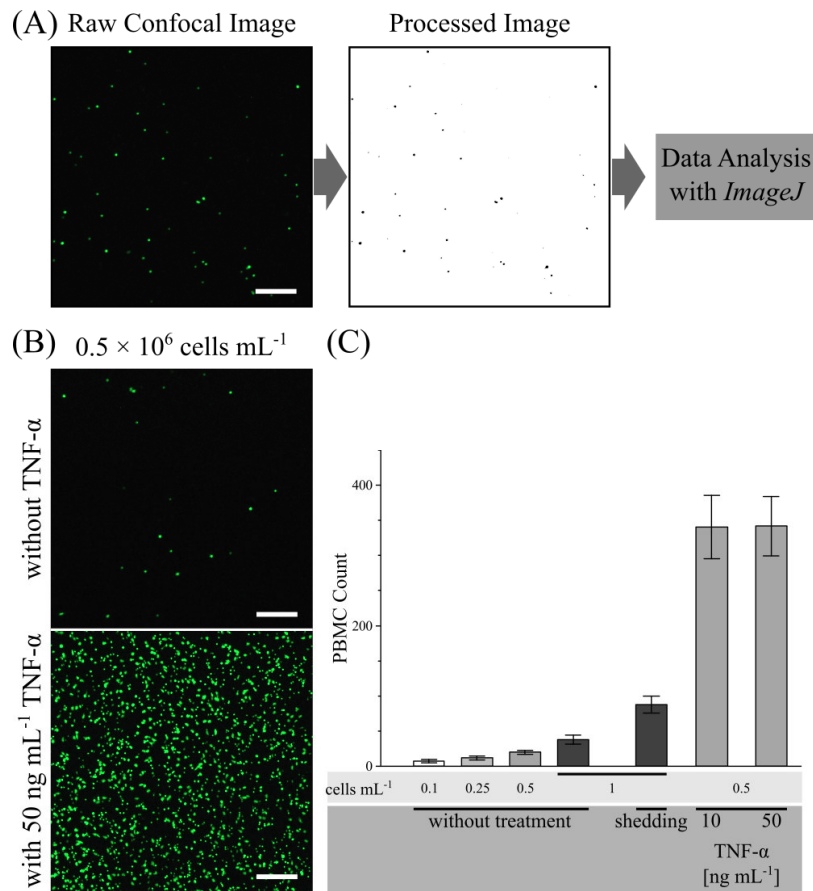 (A)
Raw Confocal Image
Processed Image
Data Analysis
with ImageJ
(B)
0.5 × 10⁶ cells mL⁻¹
without TNF-α
with 50 ng mL⁻¹ TNF-α
(C)
PBMC Count
400
200
0
cells mL⁻¹
0.1
0.25
0.5
1
0.5
without treatment
shedding
10
50
TNF-α
[ng mL⁻¹]